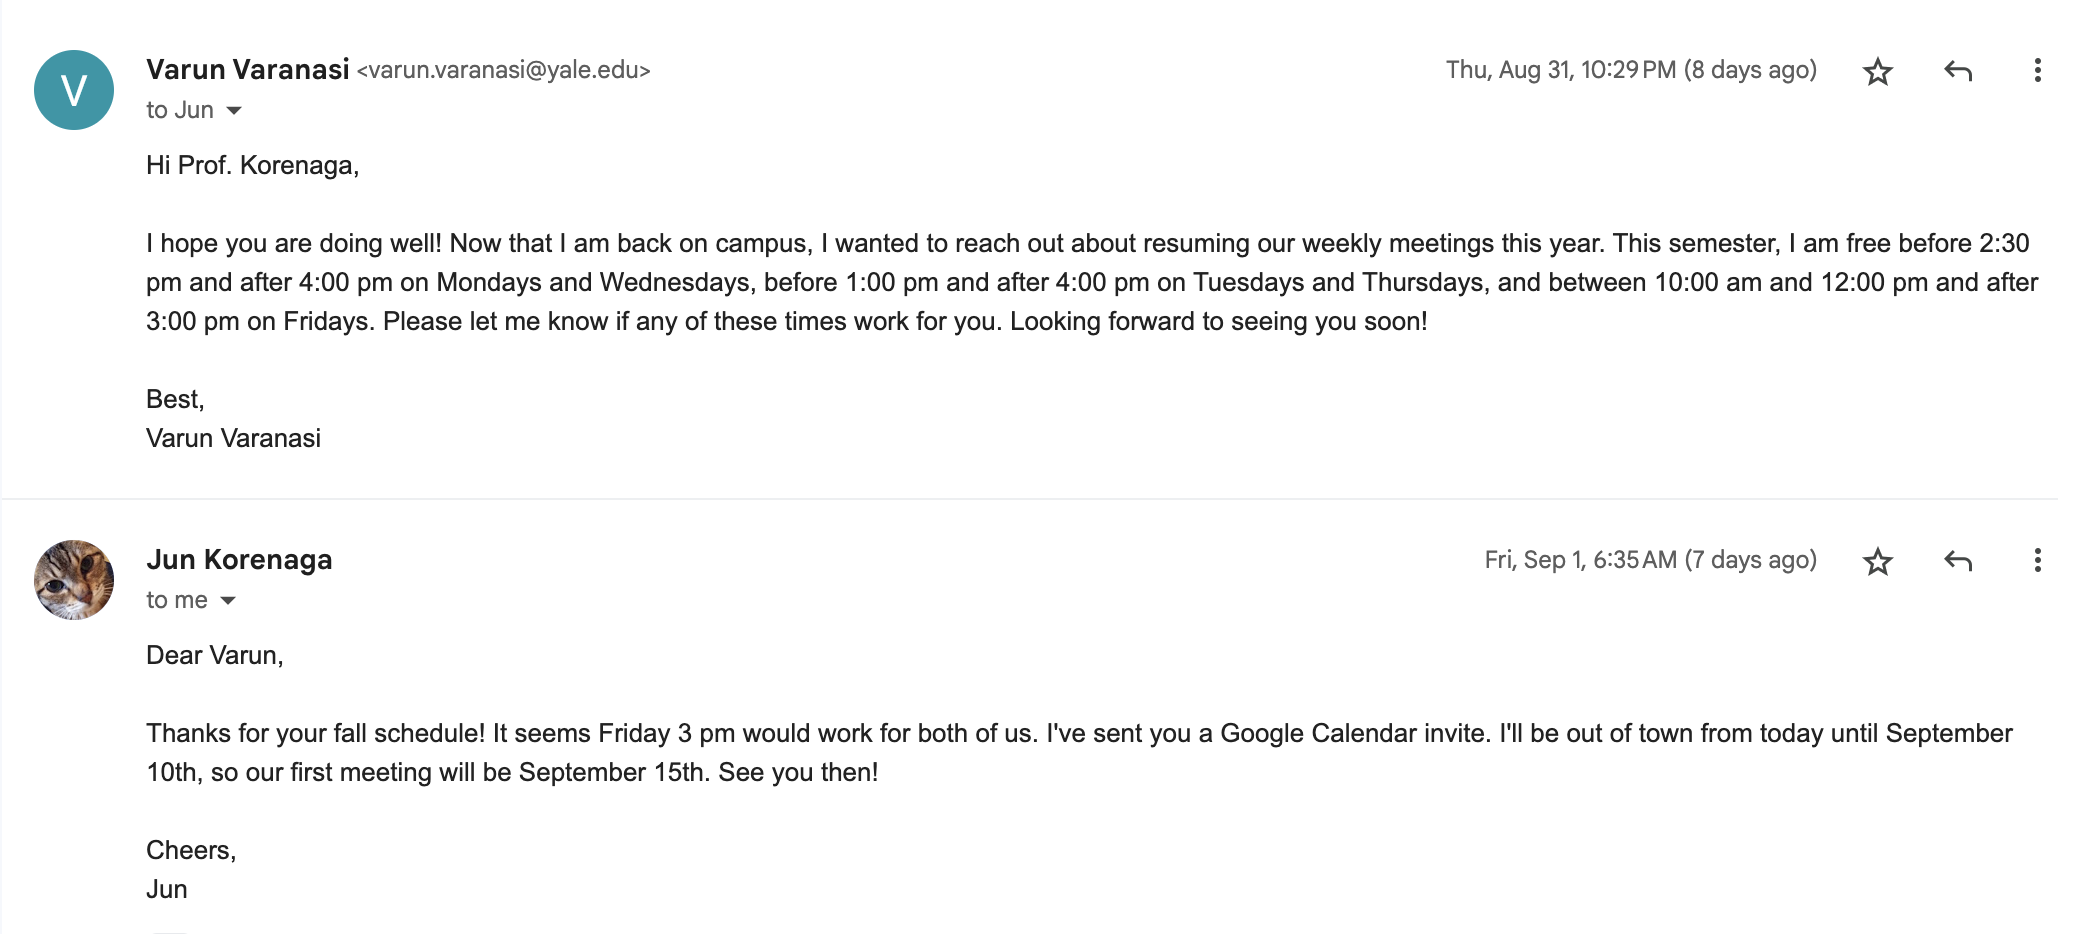 V
Varun Varanasi <varun.varanasi@yale.edu>
Thu, Aug 31, 10:29 PM (8 days ago)
to Jun
Hi Prof. Korenaga,
I hope you are doing well! Now that I am back on campus, I wanted to reach out about resuming our weekly meetings this year. This semester, I am free before 2:30
pm and after 4:00 pm on Mondays and Wednesdays, before 1:00 pm and after 4:00 pm on Tuesdays and Thursdays, and between 10:00 am and 12:00 pm and after
3:00 pm on Fridays. Please let me know if any of these times work for you. Looking forward to seeing you soon!
Best,
Varun Varanasi
Jun Korenaga
Fri, Sep 1, 6:35 AM (7 days ago)
to me
Dear Varun,
Thanks for your fall schedule! It seems Friday 3 pm would work for both of us. I've sent you a Google Calendar invite. I'll be out of town from today until September
10th, so our first meeting will be September 15th. See you then!
Cheers,
Jun